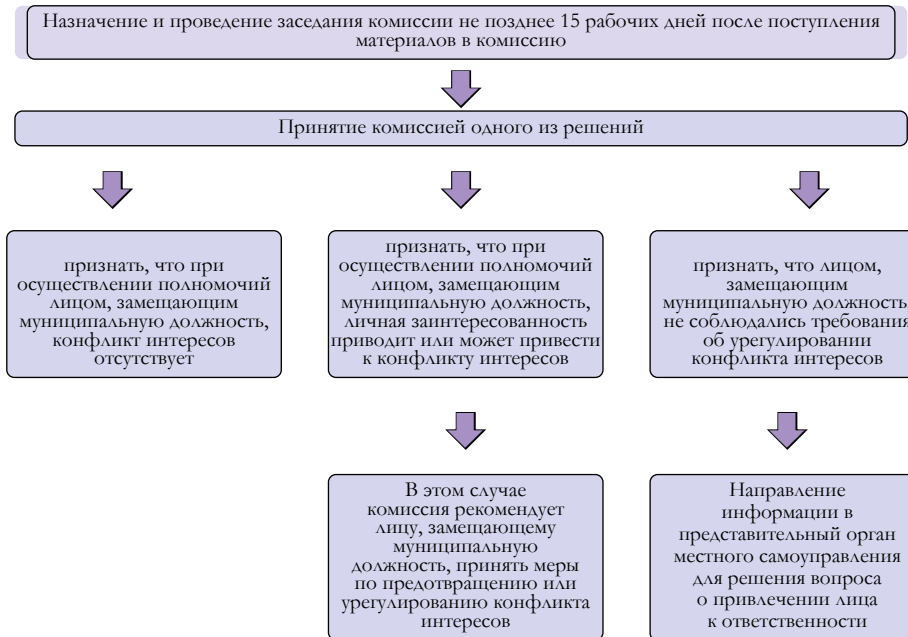 Назначение и проведение заседания комиссии не позднее 15 рабочих дней после поступления
материалов в комиссию
Принятие комиссией одного из решений
признать, что при
осуществлении полномочий
лицом, замещающим
муниципальную должность,
конфликт интересов
отсутствует
признать, что при
осуществлении полномочий
лицом, замещающим
муниципальную должность,
личная заинтересованность
приводит или может привести
к конфликту интересов
признать, что лицом,
замещающим
муниципальную должность,
не соблюдались требования
об урегулировании
конфликта интересов
В этом случае
комиссия рекомендует
лицу, замещающему
муниципальную
должность, принять меры
по предотвращению или
урегулированию конфликта
интересов
Направление
информации в
представительный орган
местного самоуправления
для решения вопроса
о привлечении лица
к ответственности